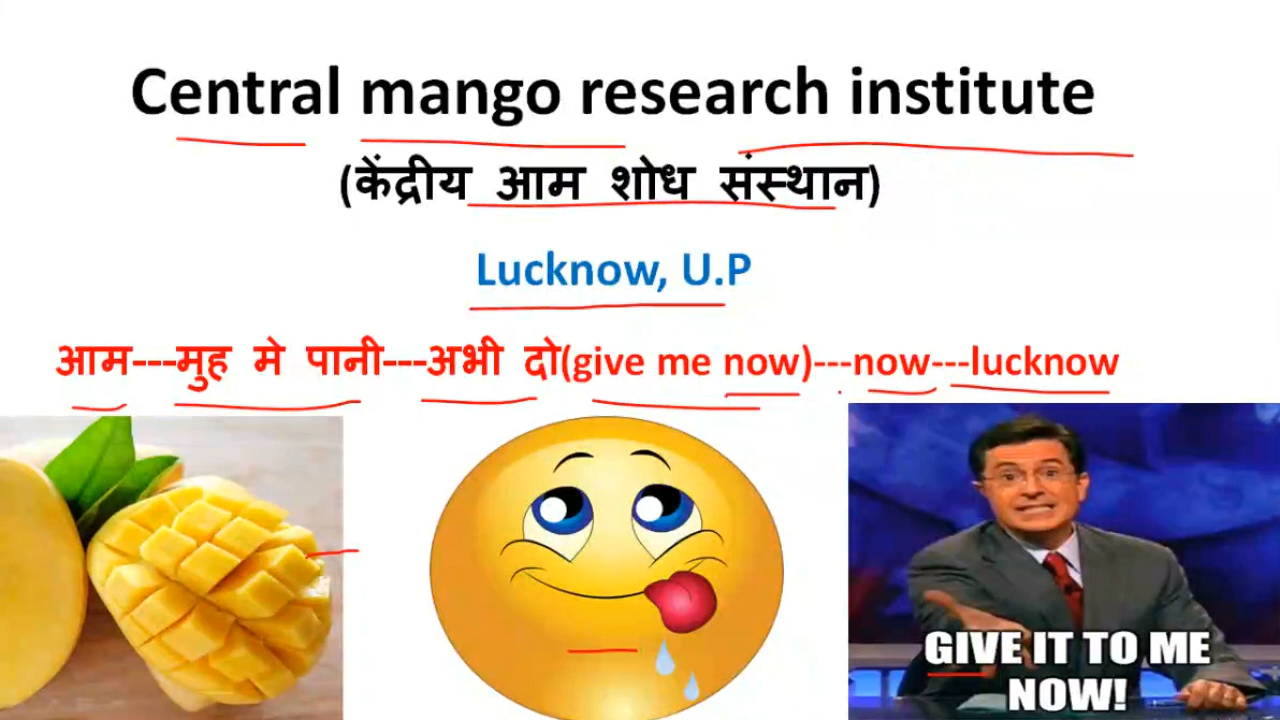 Central mango research institute
(केंद्रीय आम शोध संस्थान)
Lucknow, U.P
आम---मुह मे पानी---अभी दो(give me now)---now---lucknow
GIVE IT TO ME
NOW!